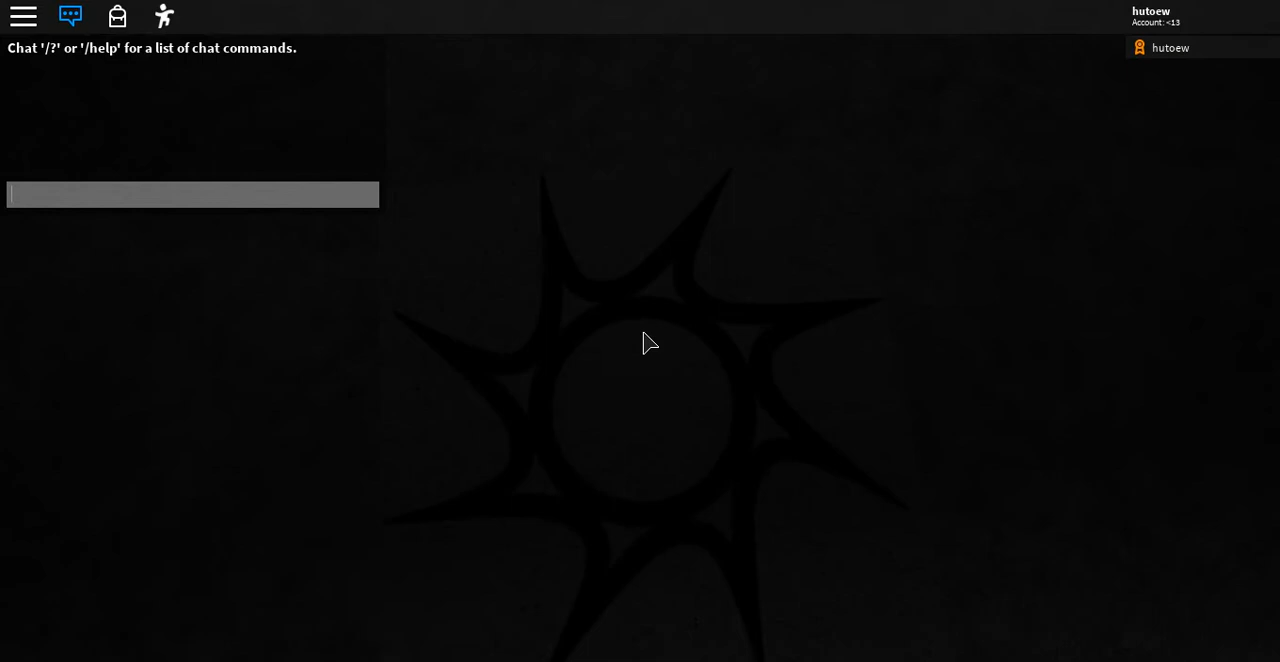 hutoew
Account: <13
Chat '/?' or '/help' for a list of chat commands.
hutoew